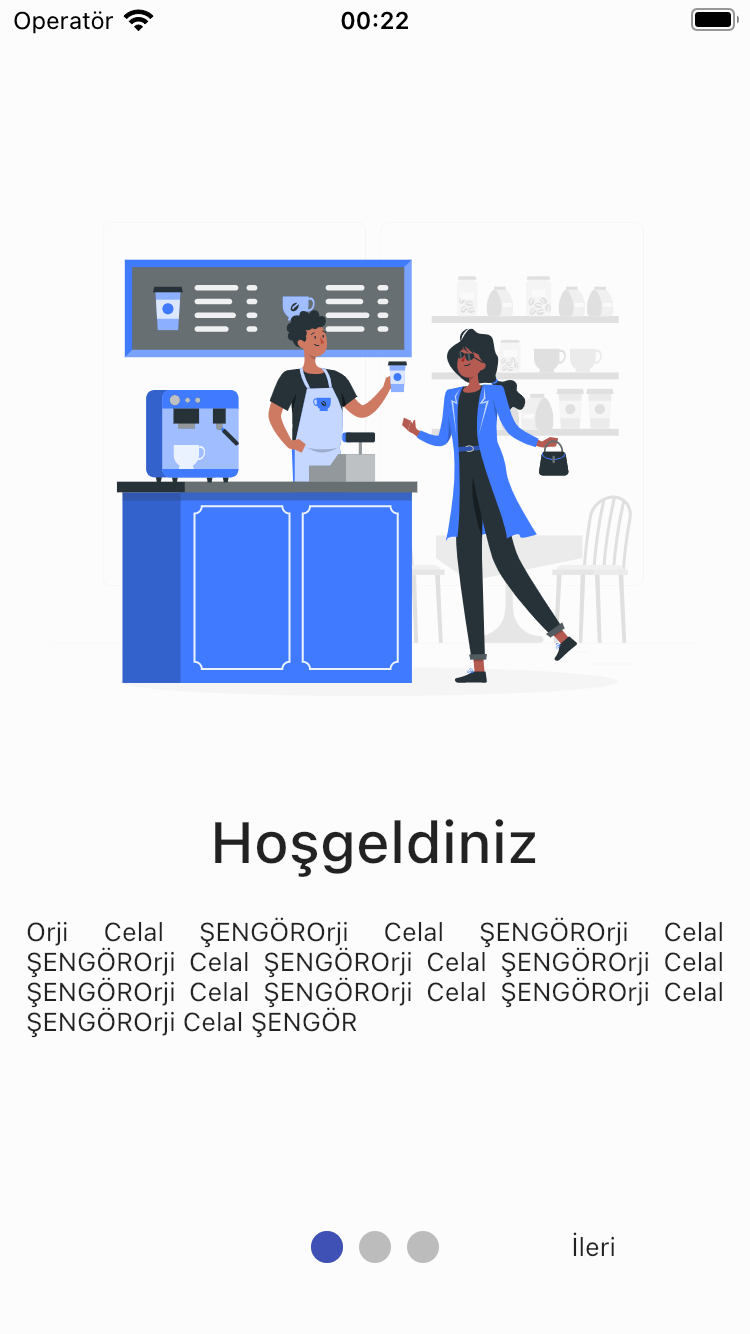 Operatör 00:22
Hoşgeldiniz
Orji Celal ŞENGÖROrji Celal ŞENGÖROrji Celal
ŞENGÖROrji Celal ŞENGÖROrji Celal ŞENGÖROrji Celal
ŞENGÖROrji Celal ŞENGÖROrji Celal ŞENGÖROrji Celal
ŞENGÖROrji Celal ŞENGÖR
İleri